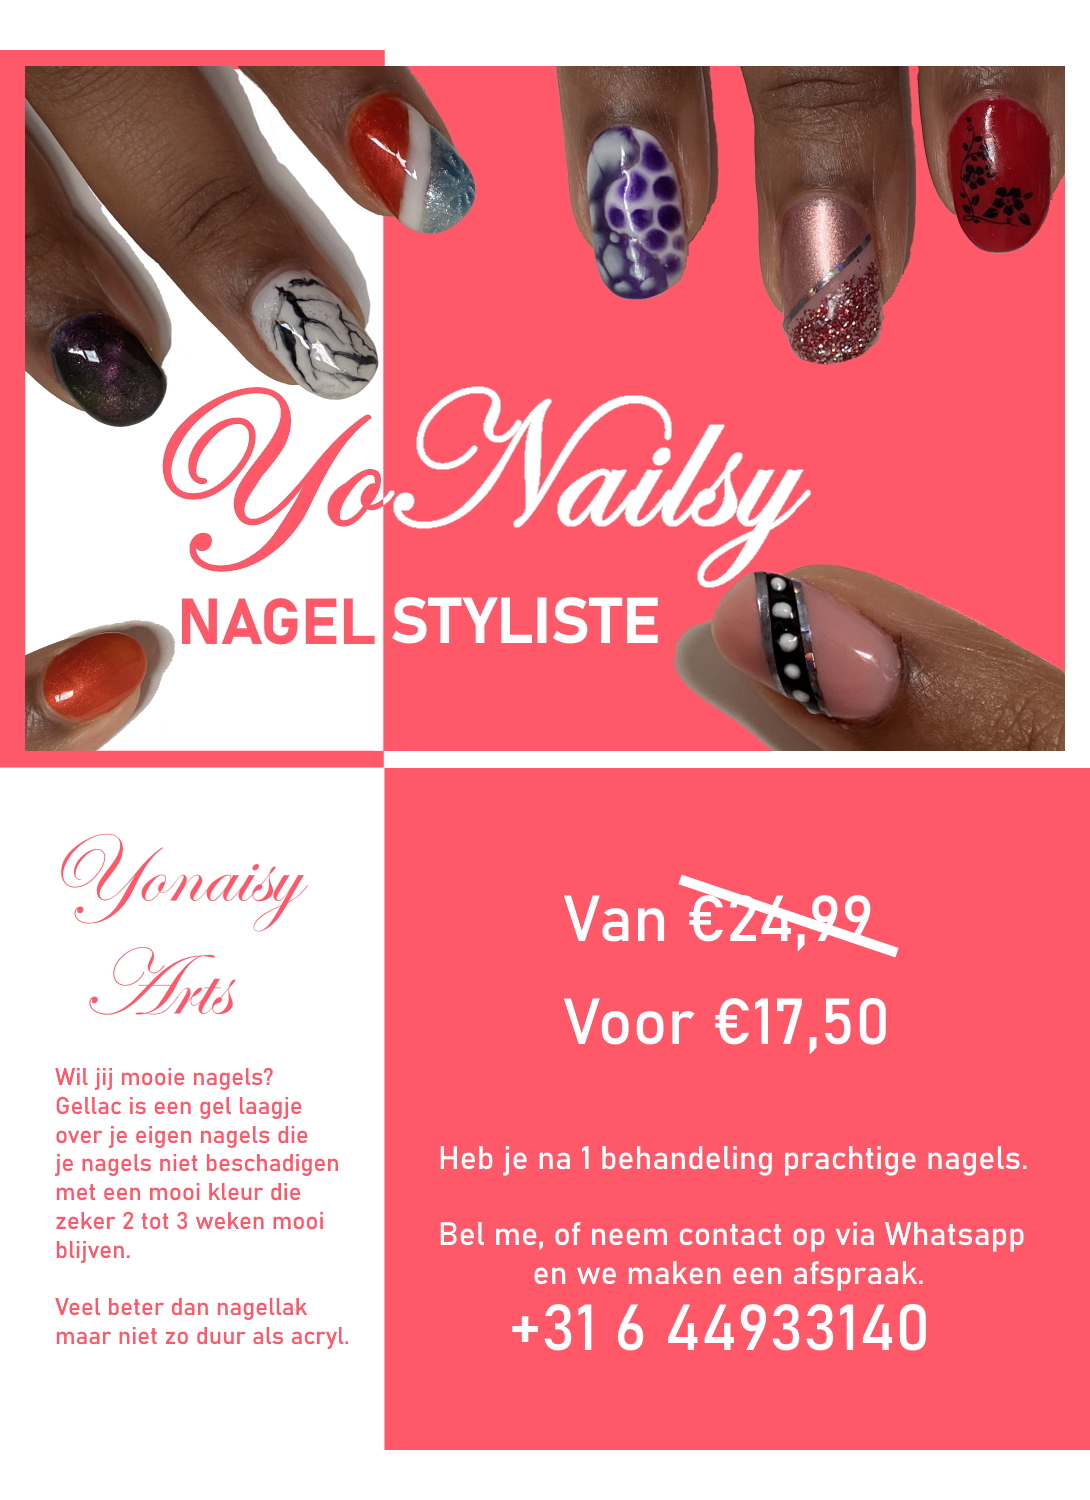 YoNailsy
NAGEL STYLISTE
Yonaisy
Arts
Wil jij mooie nagels?
Gellac is een gel laagje
over je eigen nagels die
je nagels niet beschadigen
met een mooi kleur die
zeker 2 tot 3 weken mooi
blijven.
Veel beter dan nagellak
maar niet zo duur als acryl.
Van €24,99
Voor €17,50
Heb je na 1 behandeling prachtige nagels.
Bel me, of neem contact op via Whatsapp
en we maken een afspraak.
+31 6 44933140